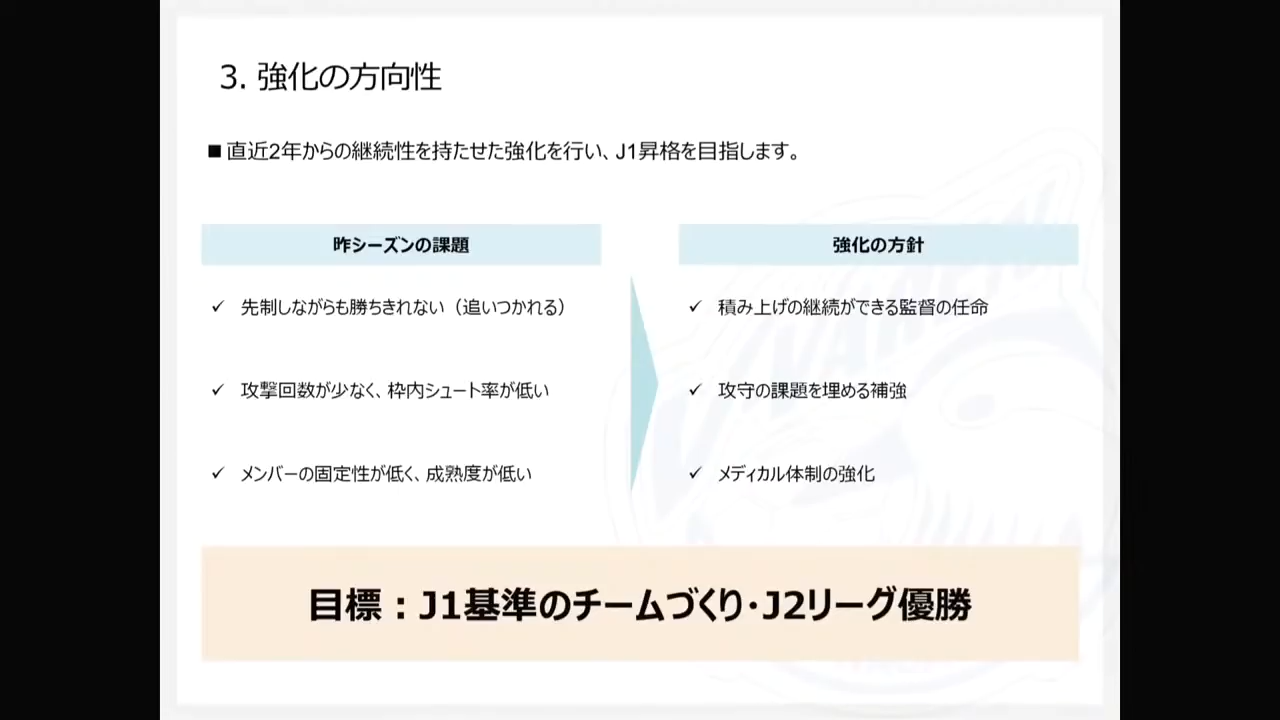 3. 強化の方向性
■ 直近2年からの継続性を持たせた強化を行い、J1昇格を目指します。
昨シーズンの課題
✓ 先制しながらも勝ちきれない（追いつかれる）
✓ 攻撃回数が少なく、枠内シュート率が低い
✓ メンバーの固定性が低く、成熟度が低い
強化の方針
✓ 積み上げの継続ができる監督の任命
✓ 攻守の課題を埋める補強
✓ メディカル体制の強化
目標：J1基準のチームづくり・J2リーグ優勝